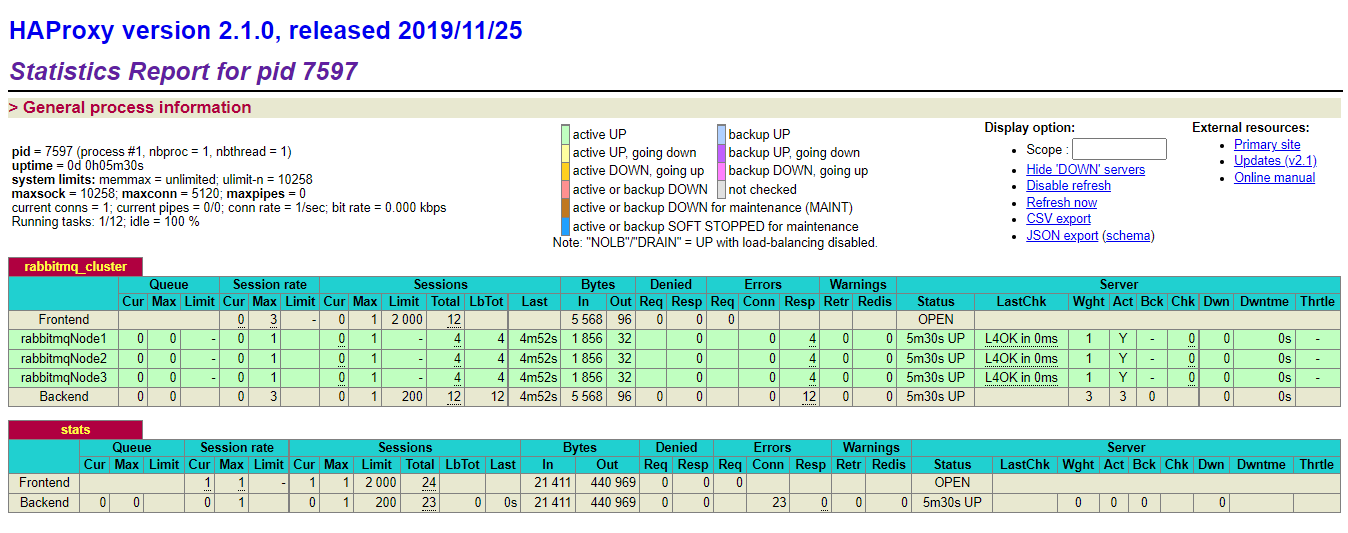 HAProxy version 2.1.0, released 2019/11/25
Statistics Report for pid 7597
> General process information
pid = 7597 (process #1, nbproc = 1, nbthread = 1)
uptime = 0d 0h05m30s
system limits: memmax = unlimited; ulimit-n = 10258
maxsock = 10258; maxconn = 5120; maxpipes = 0
current conns = 1; current pipes = 0/0; conn rate = 1/sec; bit rate = 0.000 kbps
Running tasks: 1/12; idle = 100 %
active UP backup UP
active UP, going down backup UP, going down
active DOWN, going up backup DOWN, going up
active or backup DOWN not checked
active or backup DOWN for maintenance (MAINT)
active or backup SOFT STOPPED for maintenance
Note: "NOLB"/"DRAIN" = UP with load-balancing disabled.
Display option:
• Scope :
• Hide 'DOWN' servers
• Disable refresh
• Refresh now
• CSV export
• JSON export (schema)
External resources:
• Primary site
• Updates (v2.1)
• Online manual
rabbitmq_cluster
Queue Session rate Sessions Bytes Denied Errors Warnings Server
Cur Max Limit Cur Max Limit Cur Max Limit Total LbTot Last In Out Req Resp Req Conn Resp Retr Redis Status LastChk Wght Act Bck Chk Dwn Dwntme Thrtle
Frontend 0 3 - 0 1 2 000 12 5 568 96 0 0 0 OPEN
rabbitmqNode1 0 0 - 0 1 0 1 - 4 4 4m52s 1 856 32 0 0 4 0 0 5m30s UP L4OK in 0ms 1 Y - 0 0 0s -
rabbitmqNode2 0 0 - 0 1 0 1 - 4 4 4m52s 1 856 32 0 0 4 0 0 5m30s UP L4OK in 0ms 1 Y - 0 0 0s -
rabbitmqNode3 0 0 - 0 1 0 1 - 4 4 4m52s 1 856 32 0 0 4 0 0 5m30s UP L4OK in 0ms 1 Y - 0 0 0s -
Backend 0 0 0 3 0 1 200 12 12 4m52s 5 568 96 0 0 0 12 0 0 5m30s UP 3 3 0 0 0s
stats
Queue Session rate Sessions Bytes Denied Errors Warnings Server
Cur Max Limit Cur Max Limit Cur Max Limit Total LbTot Last In Out Req Resp Req Conn Resp Retr Redis Status LastChk Wght Act Bck Chk Dwn Dwntme Thrtle
Frontend 1 1 - 1 1 2 000 24 21 411 440 969 0 0 0 OPEN
Backend 0 0 0 1 0 1 200 23 0 0s 21 411 440 969 0 0 23 0 0 0 5m30s UP 0 0 0 0